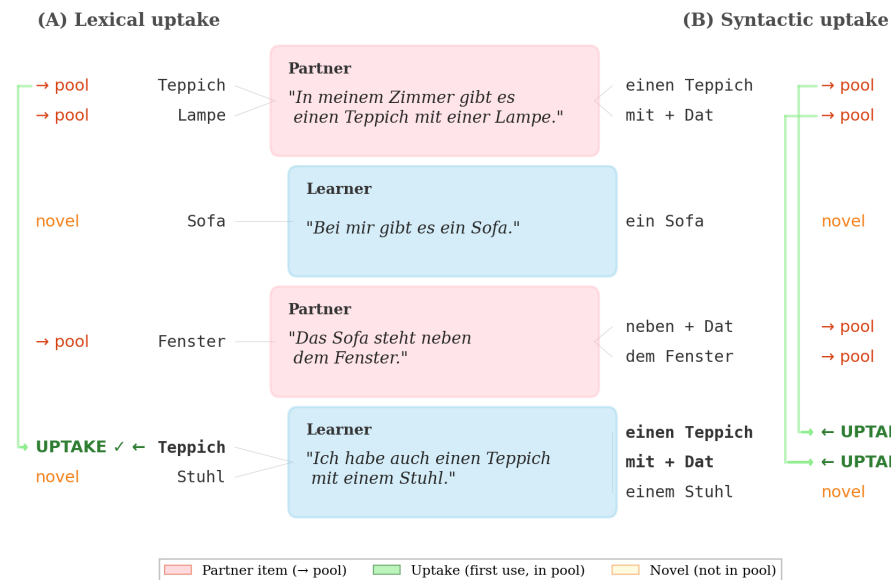 (A) Lexical uptake
(B) Syntactic uptake
Partner
"In meinem Zimmer gibt es
einen Teppich mit einer Lampe."
→ pool Teppich
→ pool Lampe
einen Teppich → pool
mit + Dat → pool
Learner
"Bei mir gibt es ein Sofa."
novel Sofa
ein Sofa novel
Partner
"Das Sofa steht neben
dem Fenster."
→ pool Fenster
neben + Dat → pool
dem Fenster → pool
Learner
"Ich habe auch einen Teppich
mit einem Stuhl."
UPTAKE ✓ ← Teppich
novel Stuhl
einen Teppich ←
mit + Dat ←
einem Stuhl novel
Partner item (→ pool)
Uptake (first use, in pool)
Novel (not in pool)